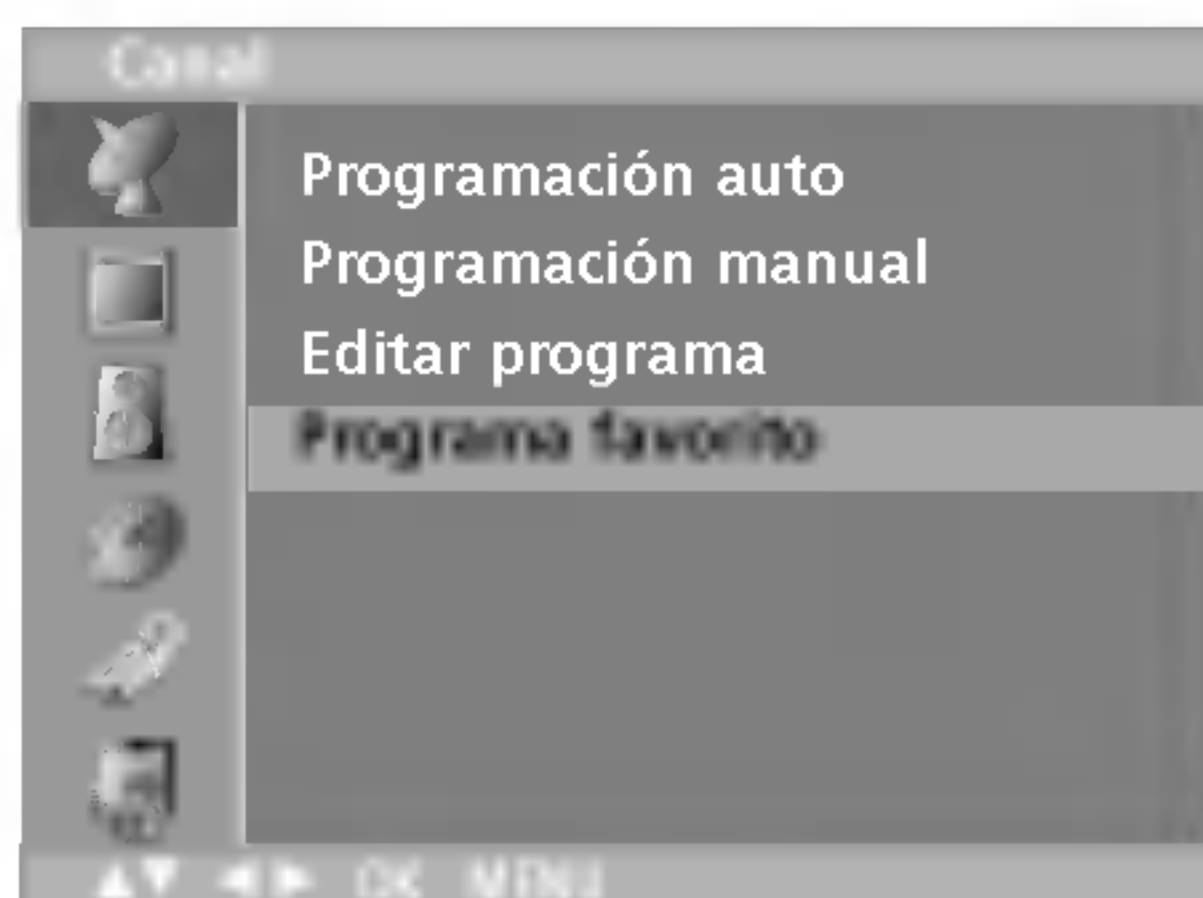 Canal
Programación auto
Programación manual
Editar programa
Programa favorito
▲▼ ◀▶ OK MENU